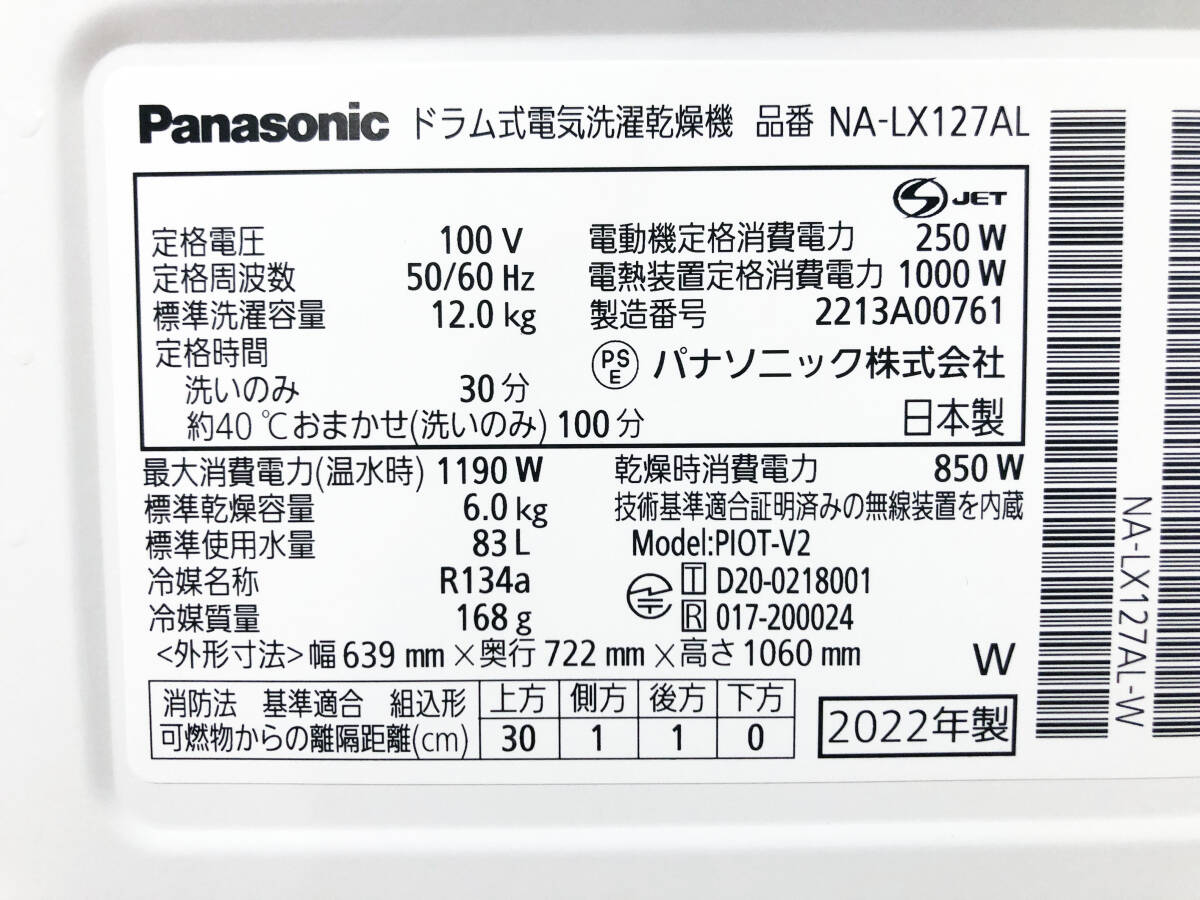 Panasonic ドラム式電気洗濯乾燥機 品番 NA-LX127AL
S JET
定格電圧 100 V 電動機定格消費電力 250 W
定格周波数 50/60 Hz 電熱装置定格消費電力 1000 W
標準洗濯容量 12.0 kg 製造番号 2213A00761
定格時間
洗いのみ 30 分
PSE パナソニック株式会社
約40 ℃おまかせ(洗いのみ) 100 分 日本製
最大消費電力(温水時) 1190 W 乾燥時消費電力 850 W
標準乾燥容量 6.0 kg 技術基準適合証明済みの無線装置を内蔵
標準使用水量 83 L Model:PIOT-V2
冷媒名称 R134a T D20-0218001
冷媒質量 168 g R 017-200024
<外形寸法>幅 639 mm×奥行 722 mm×高さ 1060 mm W
消防法 基準適合 組込形 上方 側方 後方 下方
可燃物からの離隔距離(cm) 30 1 1 0
2022年製
NA-LX127AL-W